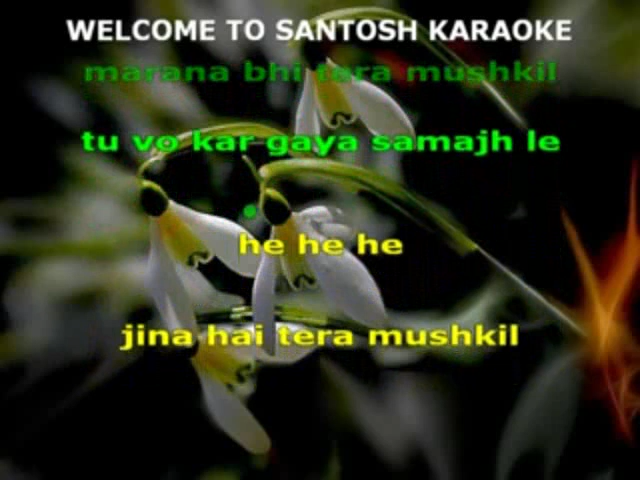 WELCOME TO SANTOSH KARAOKE
marana bhi tera mushkil
tu vo kar gaya samajh le
he he he
jina hai tera mushkil